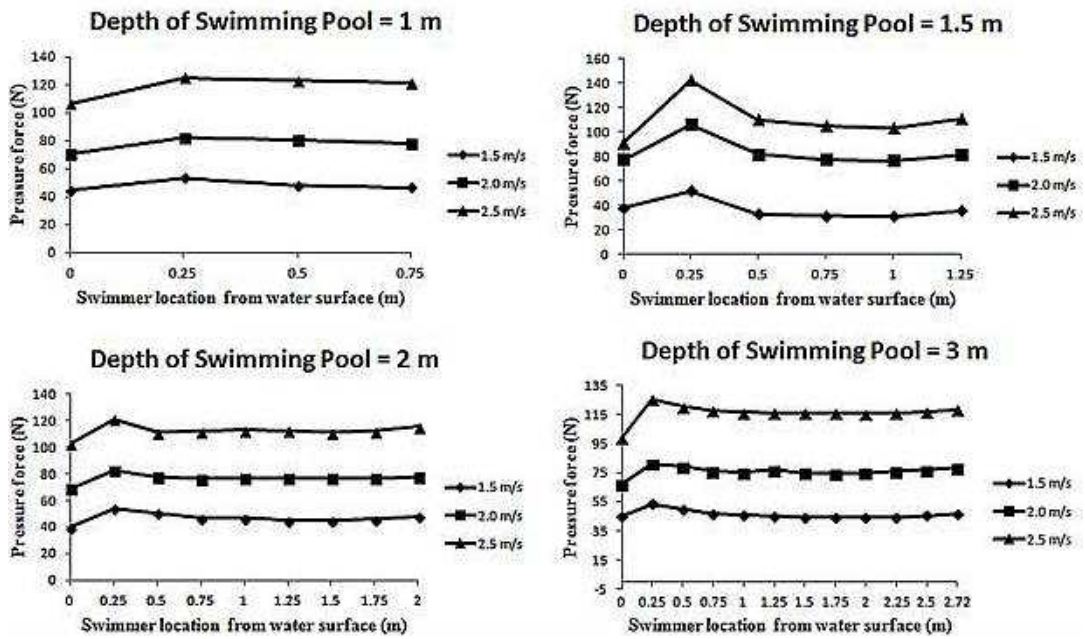 Depth of Swimming Pool = 1 m
Pressure force (N)
140
120
100
80
60
40
20
0
0 0.25 0.5 0.75
Swimmer location from water surface (m)
1.5 m/s
2.0 m/s
2.5 m/s
Depth of Swimming Pool = 1.5 m
Pressure force (N)
160
140
120
100
80
60
40
20
0
0 0.25 0.5 0.75 1 1.25
Swimmer location from water surface (m)
1.5 m/s
2.0 m/s
2.5 m/s
Depth of Swimming Pool = 2 m
Pressure force (N)
140
120
100
80
60
40
20
0
0 0.25 0.5 0.75 1 1.25 1.5 1.75 2
Swimmer location from water surface (m)
1.5 m/s
2.0 m/s
2.5 m/s
Depth of Swimming Pool = 3 m
Pressure force (N)
135
115
95
75
55
35
15
-5
0 0.25 0.5 0.75 1 1.25 1.5 1.75 2 2.25 2.5 2.72
Swimmer location from water surface (m)
1.5 m/s
2.0 m/s
2.5 m/s